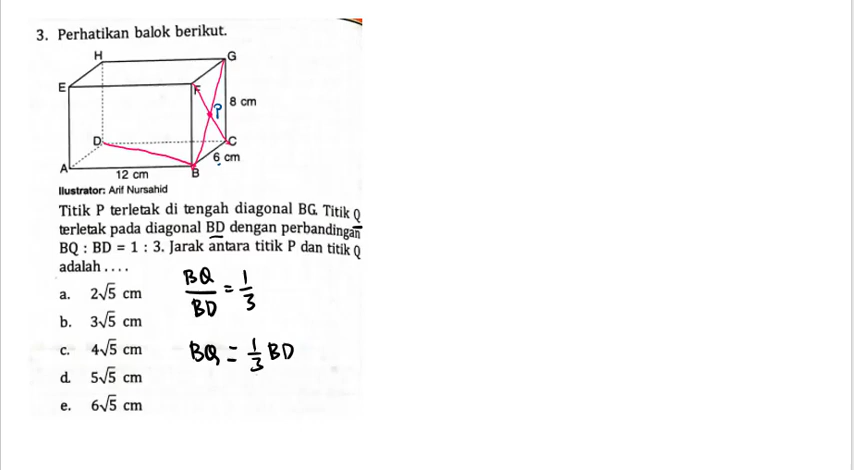 3. Perhatikan balok berikut.
H
G
E
F
8 cm
P
D
C
6 cm
A
12 cm
B
Ilustrator: Arif Nursahid
Titik P terletak di tengah diagonal BG. Titik Q
terletak pada diagonal BD dengan perbandingan
BQ : BD = 1 : 3. Jarak antara titik P dan titik Q
adalah . . . .
a. 2√5 cm
b. 3√5 cm
c. 4√5 cm
d. 5√5 cm
e. 6√5 cm
BQ/BD = 1/3
BQ = 1/3 BD